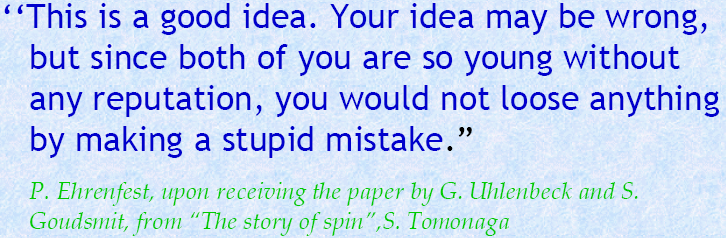 ‘‘This is a good idea. Your idea may be wrong,
but since both of you are so young without
any reputation, you would not loose anything
by making a stupid mistake.”
P. Ehrenfest, upon receiving the paper by G. Uhlenbeck and S.
Goudsmit, from “The story of spin”,S. Tomonaga